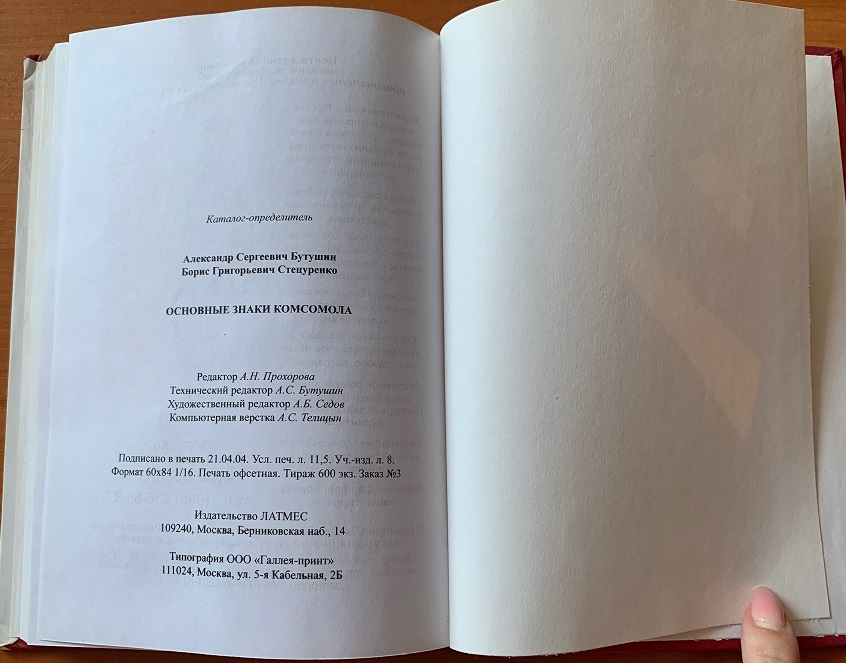 Каталог-определитель
Александр Сергеевич Бутушин
Борис Григорьевич Стецуренко
ОСНОВНЫЕ ЗНАКИ КОМСОМОЛА
Редактор А.Н. Прохорова
Технический редактор А.С. Бутушин
Художественный редактор А.Б. Седов
Компьютерная верстка А.С. Телицын
Подписано в печать 21.04.04. Усл. печ. л. 11,5. Уч.-изд. л. 8.
Формат 60х84 1/16. Печать офсетная. Тираж 600 экз. Заказ №3
Издательство ЛАТМЕС
109240, Москва, Берниковская наб., 14
Типография ООО «Галлея-принт»
111024, Москва, ул. 5-я Кабельная, 2Б